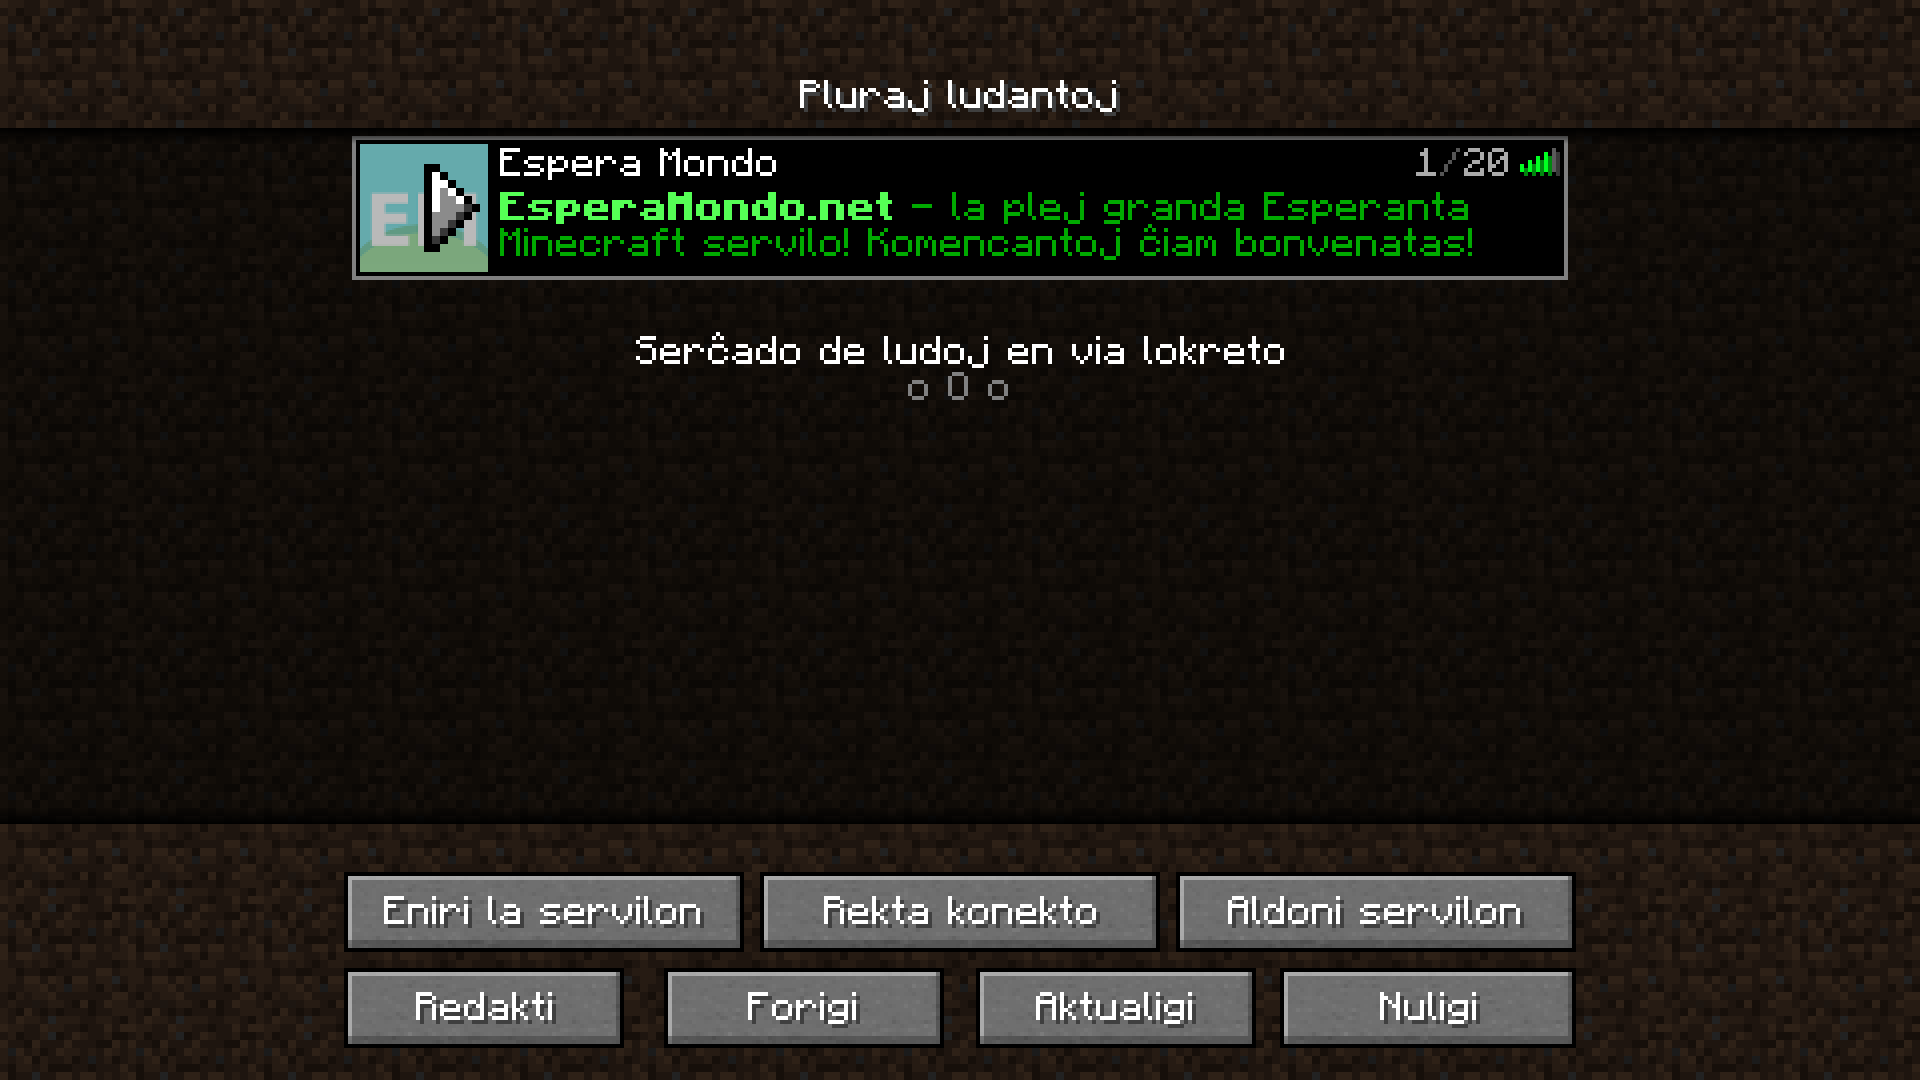 Pluraj ludantoj
Espera Mondo
1/20
EsperaMondo.net - la plej granda Esperanta
Minecraft servilo! Komencantoj ĉiam bonvenatas!
Serĉado de ludoj en via lokreto
o O o
Eniri la servilon
Rekta konekto
Aldoni servilon
Redakti
Forigi
Aktualigi
Nuligi